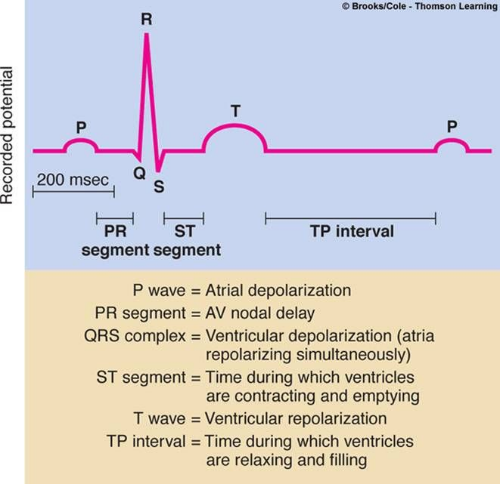 © Brooks/Cole - Thomson Learning
Recorded potential
R
P
T
P
Q
S
200 msec
PR
segment
ST
segment
TP interval
P wave = Atrial depolarization
PR segment = AV nodal delay
QRS complex = Ventricular depolarization (atria
repolarizing simultaneously)
ST segment = Time during which ventricles
are contracting and emptying
T wave = Ventricular repolarization
TP interval = Time during which ventricles
are relaxing and filling